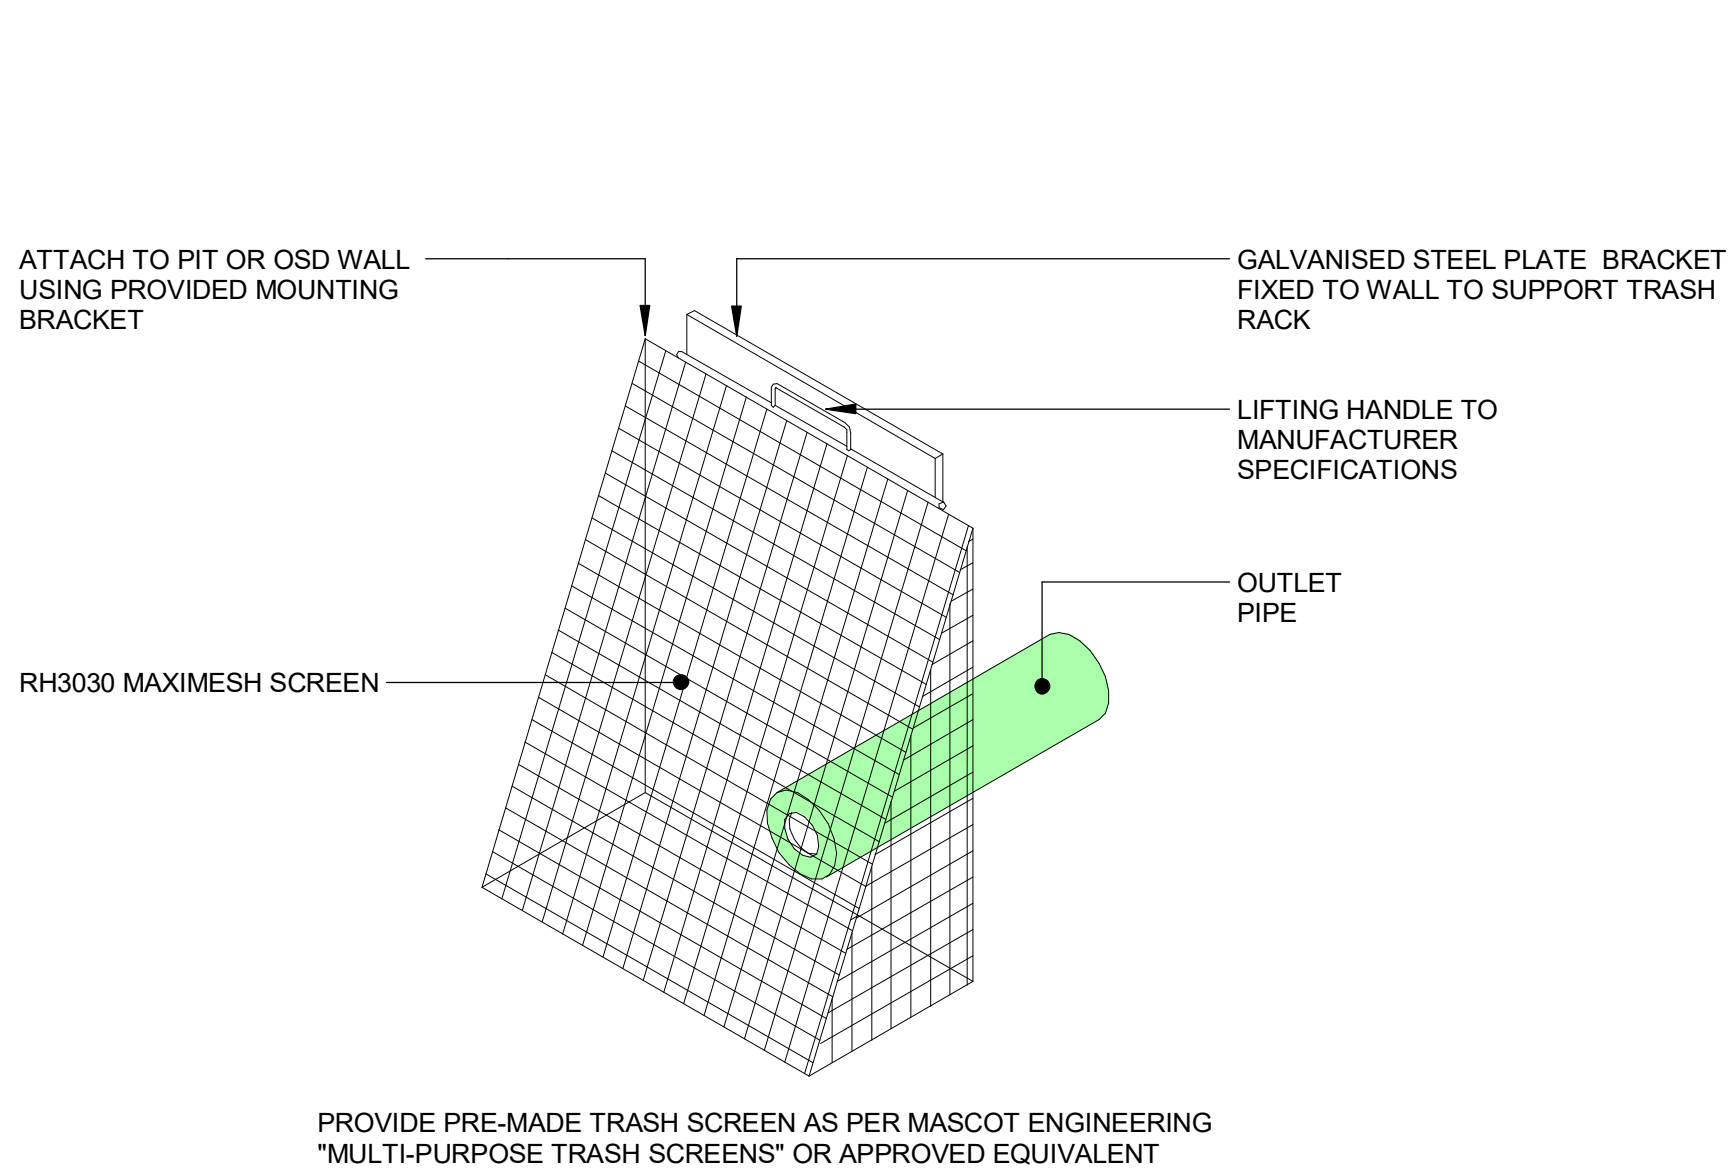 ATTACH TO PIT OR OSD WALL
USING PROVIDED MOUNTING
BRACKET
GALVANISED STEEL PLATE  BRACKET
FIXED TO WALL TO SUPPORT TRASH
RACK
LIFTING HANDLE TO
MANUFACTURER
SPECIFICATIONS
OUTLET
PIPE
RH3030 MAXIMESH SCREEN
PROVIDE PRE-MADE TRASH SCREEN AS PER MASCOT ENGINEERING
"MULTI-PURPOSE TRASH SCREENS" OR APPROVED EQUIVALENT